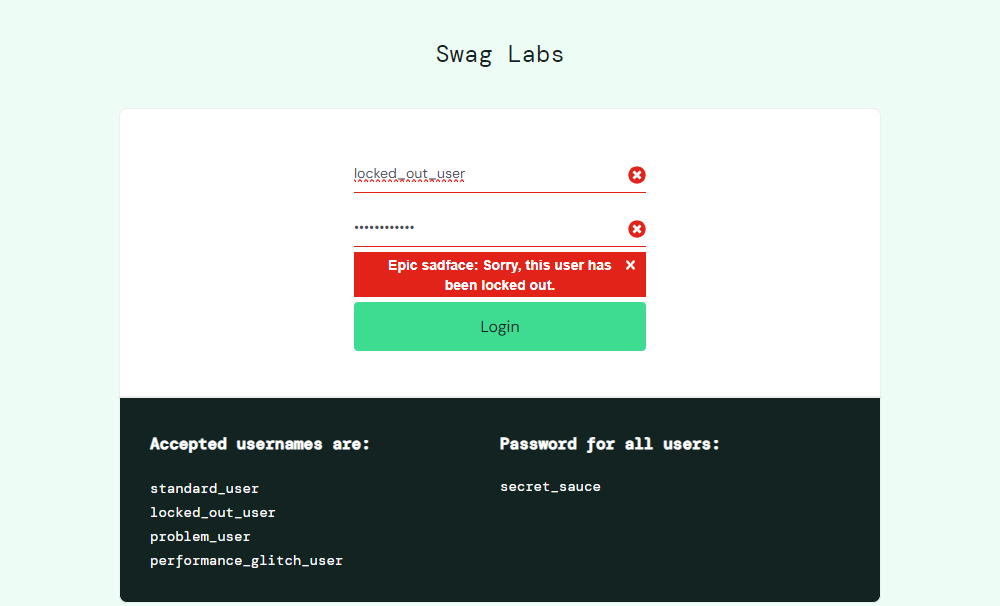 Swag Labs
locked_out_user
••••••••••••
Epic sadface: Sorry, this user has
been locked out.
Login
Accepted usernames are:
standard_user
locked_out_user
problem_user
performance_glitch_user
Password for all users:
secret_sauce